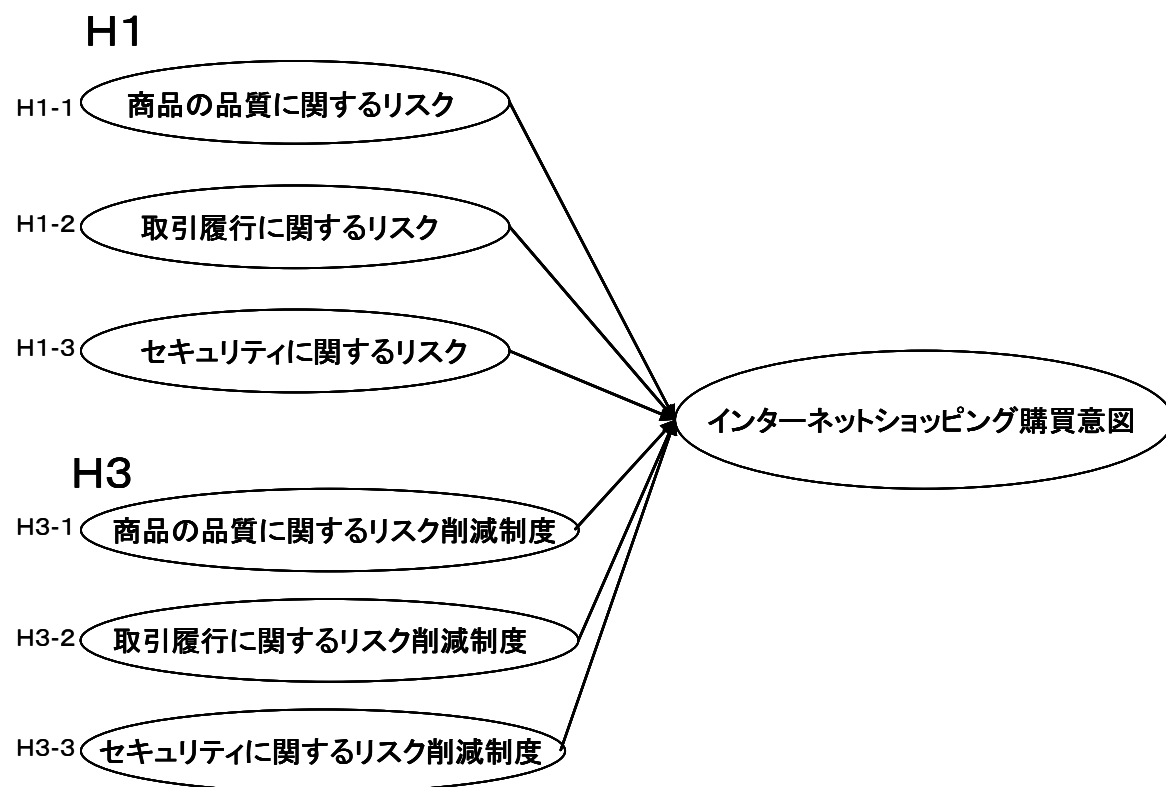 H1
H1-1 商品の品質に関するリスク
H1-2 取引履行に関するリスク
H1-3 セキュリティに関するリスク
インターネットショッピング購買意図
H3
H3-1 商品の品質に関するリスク削減制度
H3-2 取引履行に関するリスク削減制度
H3-3 セキュリティに関するリスク削減制度